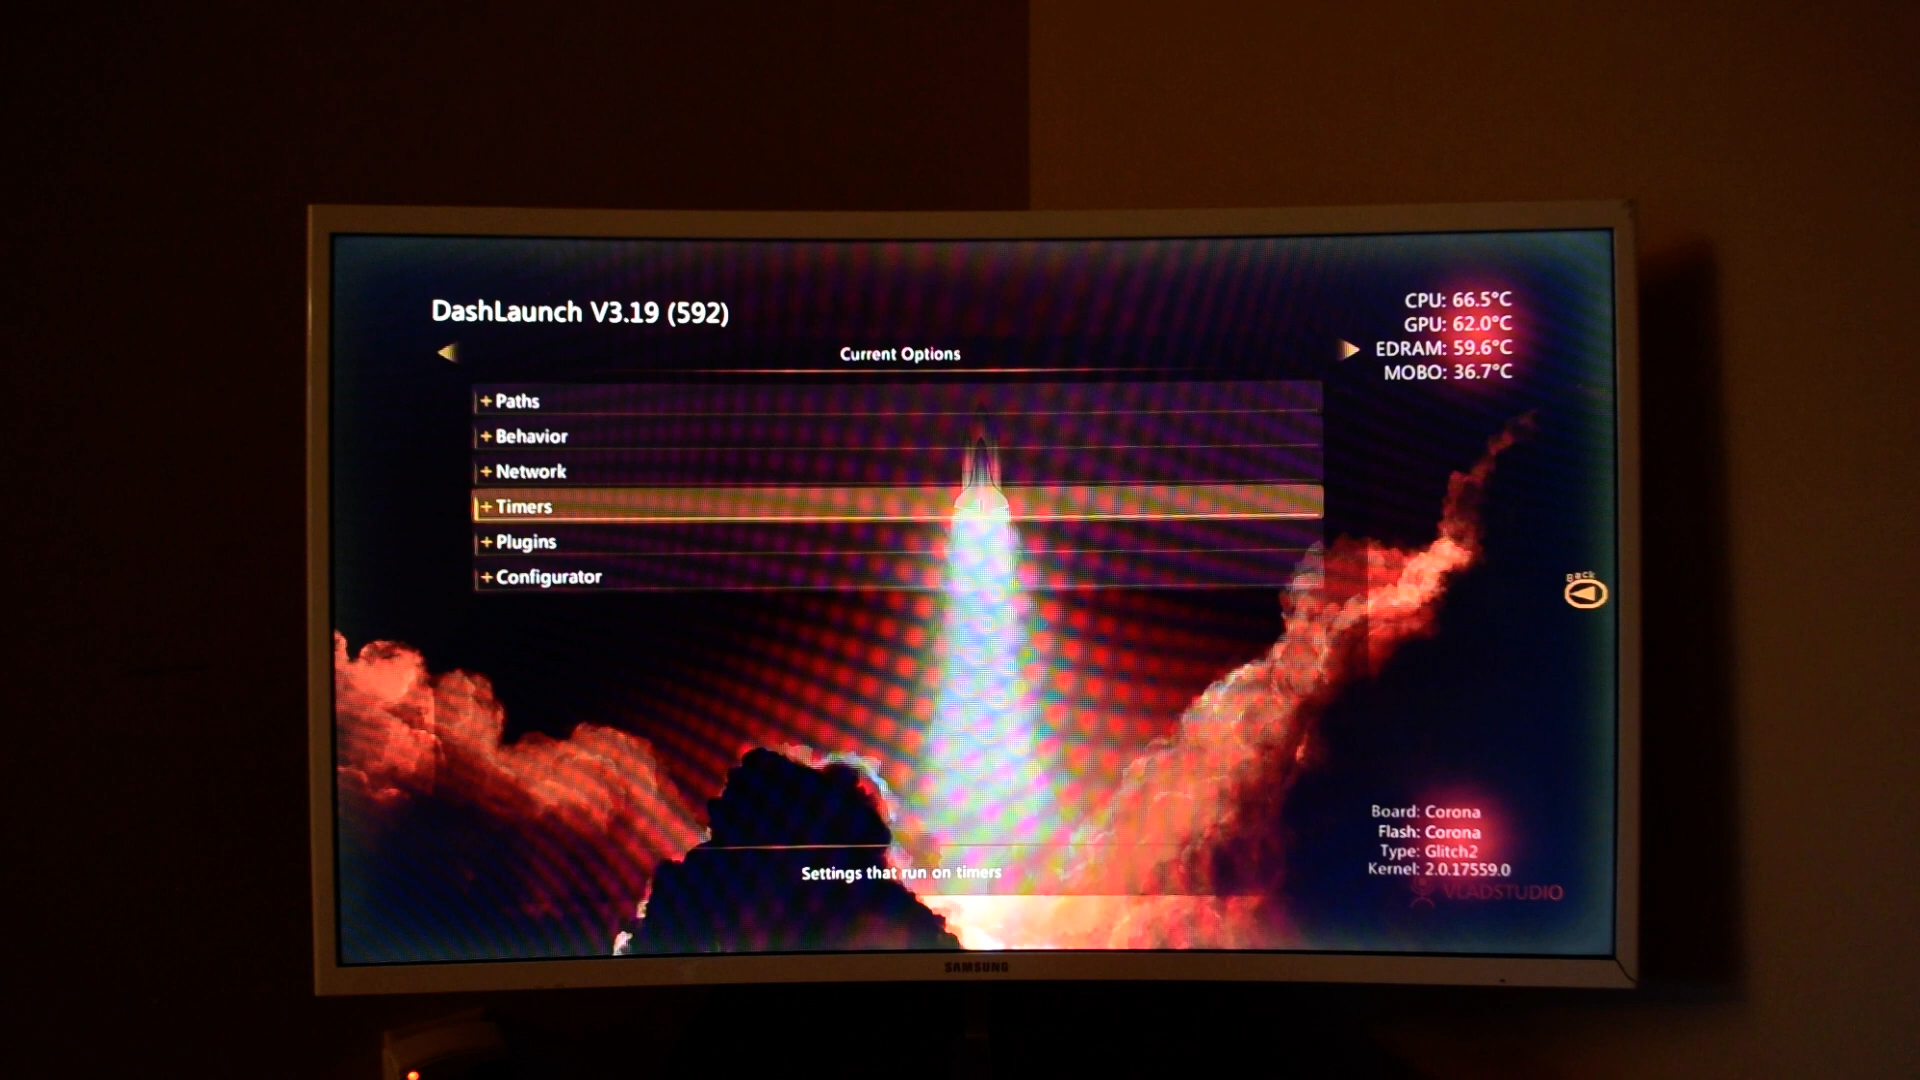 DashLaunch V3.19 (592)
CPU: 66.5°C
GPU: 62.0°C
EDRAM: 59.6°C
MOBO: 36.7°C
Current Options
+ Paths
+ Behavior
+ Network
+ Timers
+ Plugins
+ Configurator
Back
Settings that run on timers
Board: Corona
Flash: Corona
Type: Glitch2
Kernel: 2.0.17559.0
VLADSTUDIO
SAMSUNG